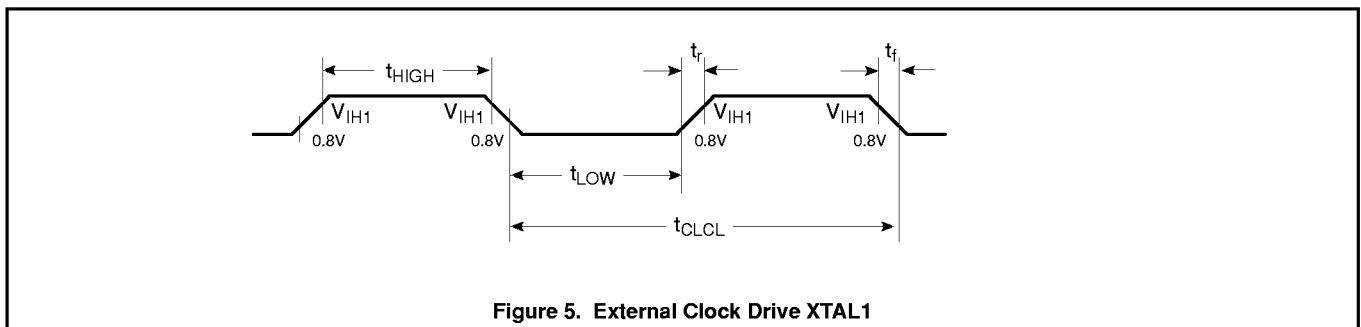 tr tf
tHIGH
VIH1 VIH1 VIH1 VIH1
0.8V 0.8V 0.8V 0.8V
tLOW
tCLCL
Figure 5. External Clock Drive XTAL1